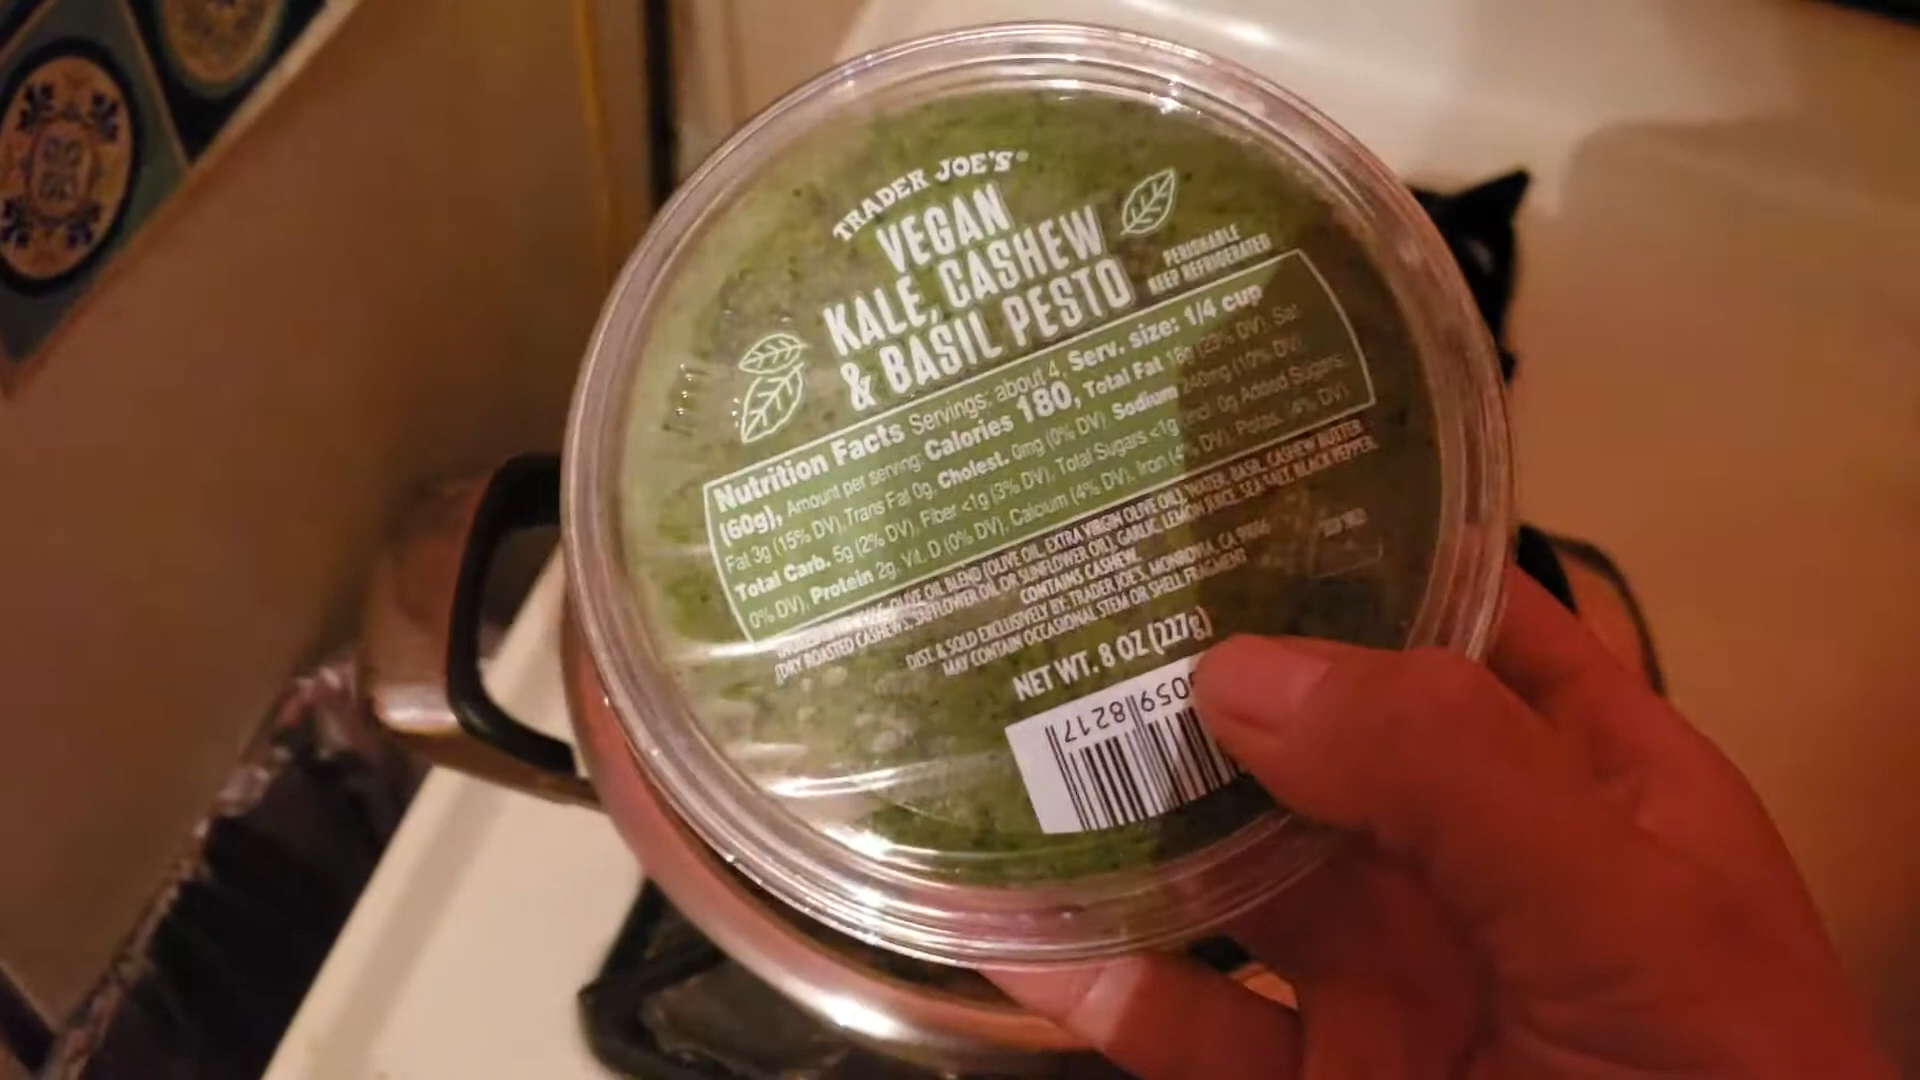 TRADER JOE'S
VEGAN
KALE, CASHEW
& BASIL PESTO
PERISHABLE
KEEP REFRIGERATED
Nutrition Facts Servings: about 4, Serv. size: 1/4 cup
(60g), Amount per serving: Calories 180, Total Fat 18g (23% DV), Sat.
Fat 3g (15% DV), Trans Fat 0g, Cholest. 0mg (0% DV), Sodium 240mg (10% DV),
Total Carb. 5g (2% DV), Fiber <1g (3% DV), Total Sugars <1g (Incl. 0g Added Sugars,
0% DV), Protein 2g, Vit. D (0% DV), Calcium (4% DV), Iron (4% DV), Potas. (4% DV).
OLIVE OIL BLEND (OLIVE OIL, EXTRA VIRGIN OLIVE OIL), WATER, BASIL, CASHEW BUTTER
(DRY ROASTED CASHEWS, SAFFLOWER OIL OR SUNFLOWER OIL), GARLIC, LEMON JUICE, SEA SALT, BLACK PEPPER.
CONTAINS CASHEW.
DIST. & SOLD EXCLUSIVELY BY: TRADER JOE'S, MONROVIA, CA 91016
MAY CONTAIN OCCASIONAL STEM OR SHELL FRAGMENTS
NET WT. 8 OZ (227g)
059 8217